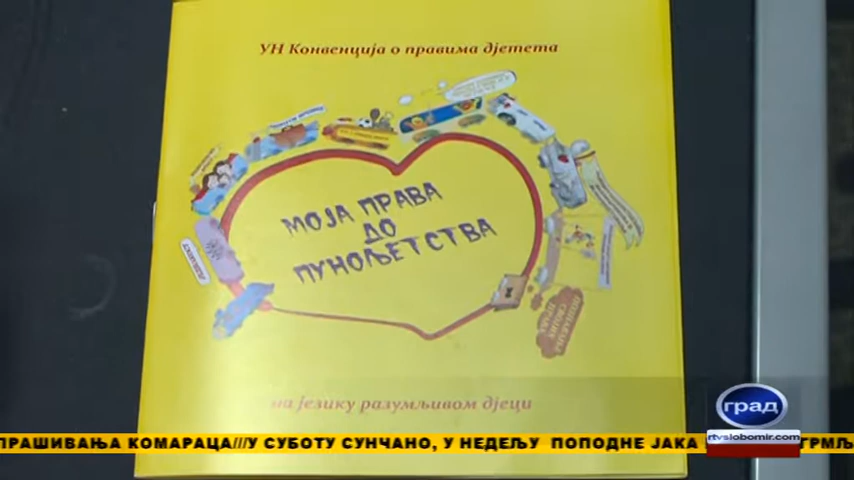 УН Конвенција о правима дјетета
МОЈА ПРАВА
ДО
ПУНОЉЕТСТВА
на језику разумљивом дјеци
град
rtvslobomir.com
ПРАШИВАЊА КОМАРАЦА///У СУБОТУ СУНЧАНО, У НЕДЕЉУ ПОПОДНЕ ЈАКА ГРМЉ